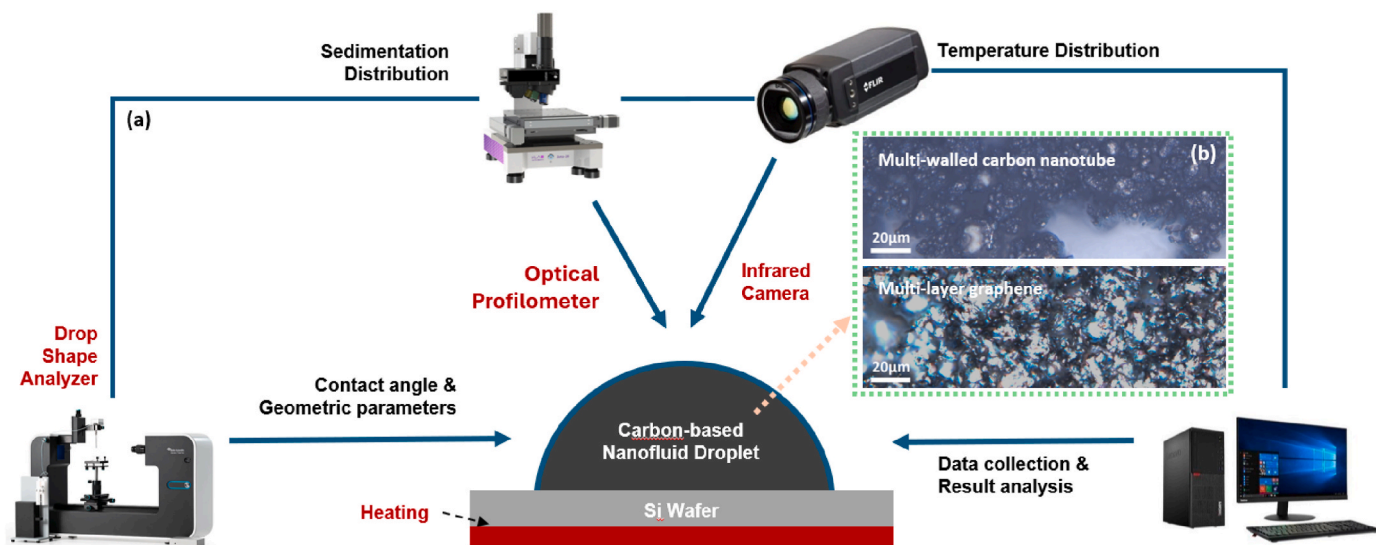 Sedimentation
Distribution
Temperature Distribution
(a)
FLIR
(b)
Multi-walled carbon nanotube
20μm
Optical
Profilometer
Infrared
Camera
Multi-layer graphene
20μm
Drop
Shape
Analyzer
Contact angle &
Geometric parameters
Carbon-based
Nanofluid Droplet
Data collection &
Result analysis
Heating
Si Wafer